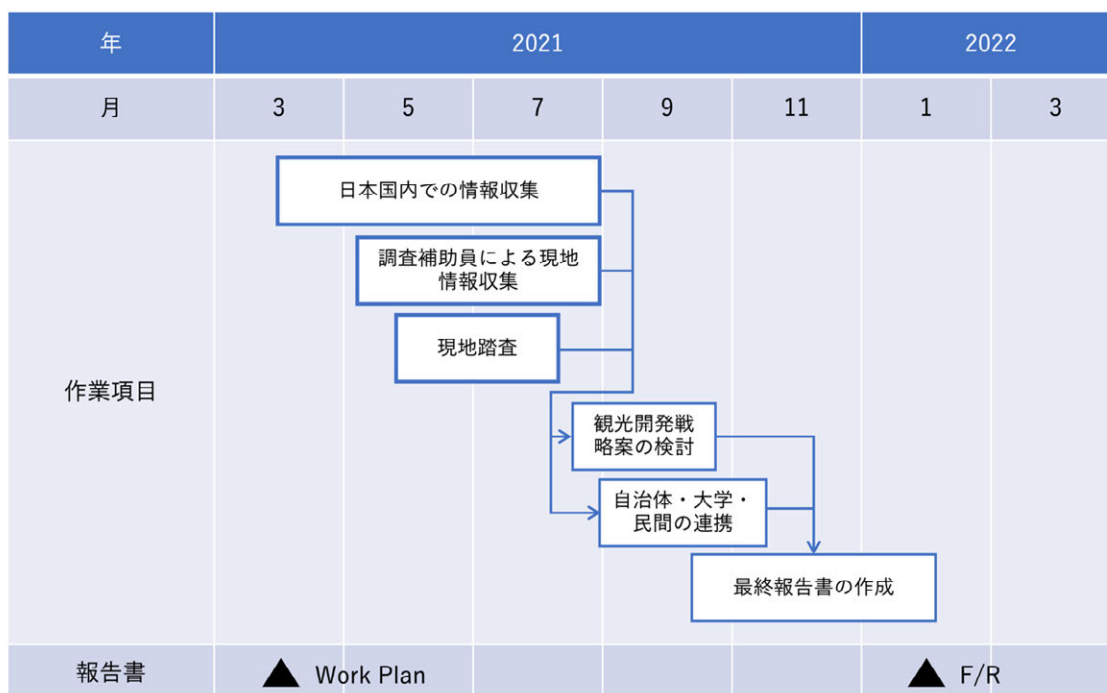 年 2021 2022
月 3 5 7 9 11 1 3
作業項目
日本国内での情報収集
調査補助員による現地
情報収集
現地踏査
観光開発戦
略案の検討
自治体・大学・
民間の連携
最終報告書の作成
報告書 ▲ Work Plan ▲ F/R